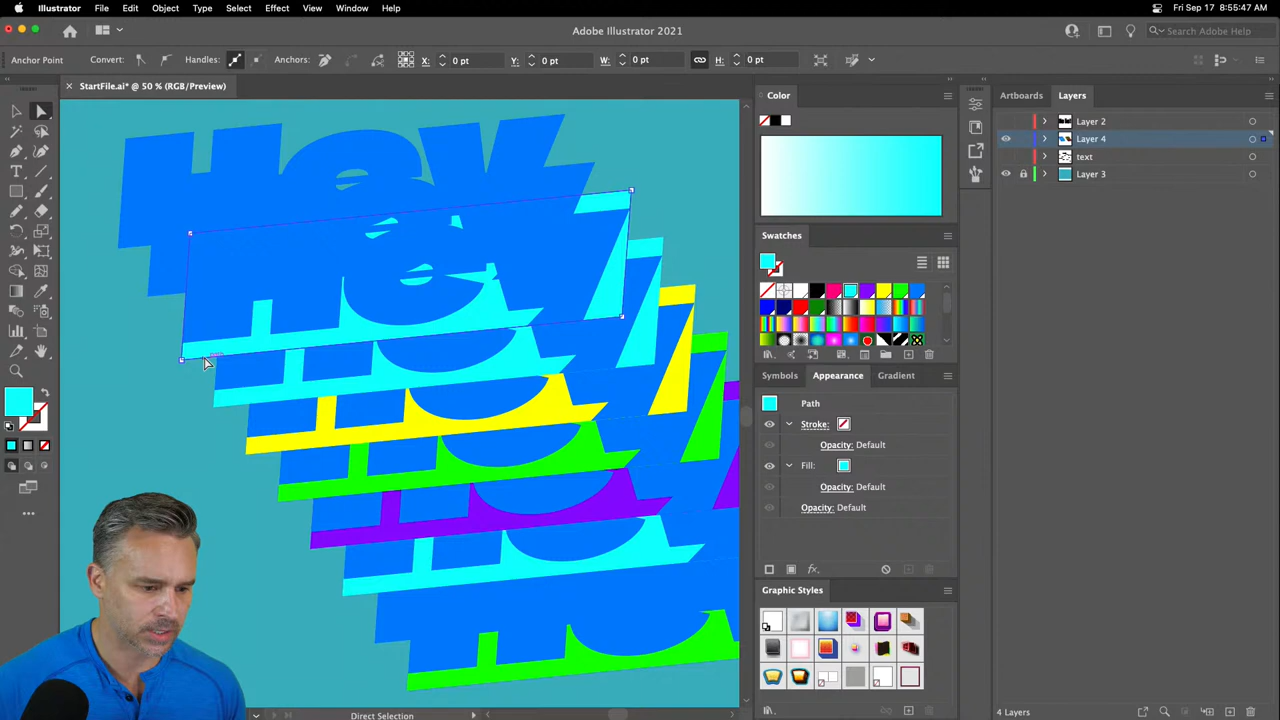 Illustrator File Edit Object Type Select Effect View Window Help Fri Sep 17 8:55:47 AM
Adobe Illustrator 2021
Search Adobe Help
Anchor Point Convert: Handles: Anchors: X: 0 pt Y: 0 pt W: 0 pt H: 0 pt
StartFile.ai* @ 50 % (RGB/Preview)
Color
Artboards Layers
Layer 2
Layer 4
text
Layer 3
Hey
path
Swatches
Symbols Appearance Gradient
Path
Stroke:
Opacity: Default
Fill:
Opacity: Default
Opacity: Default
fx
Graphic Styles
Direct Selection
4 Layers